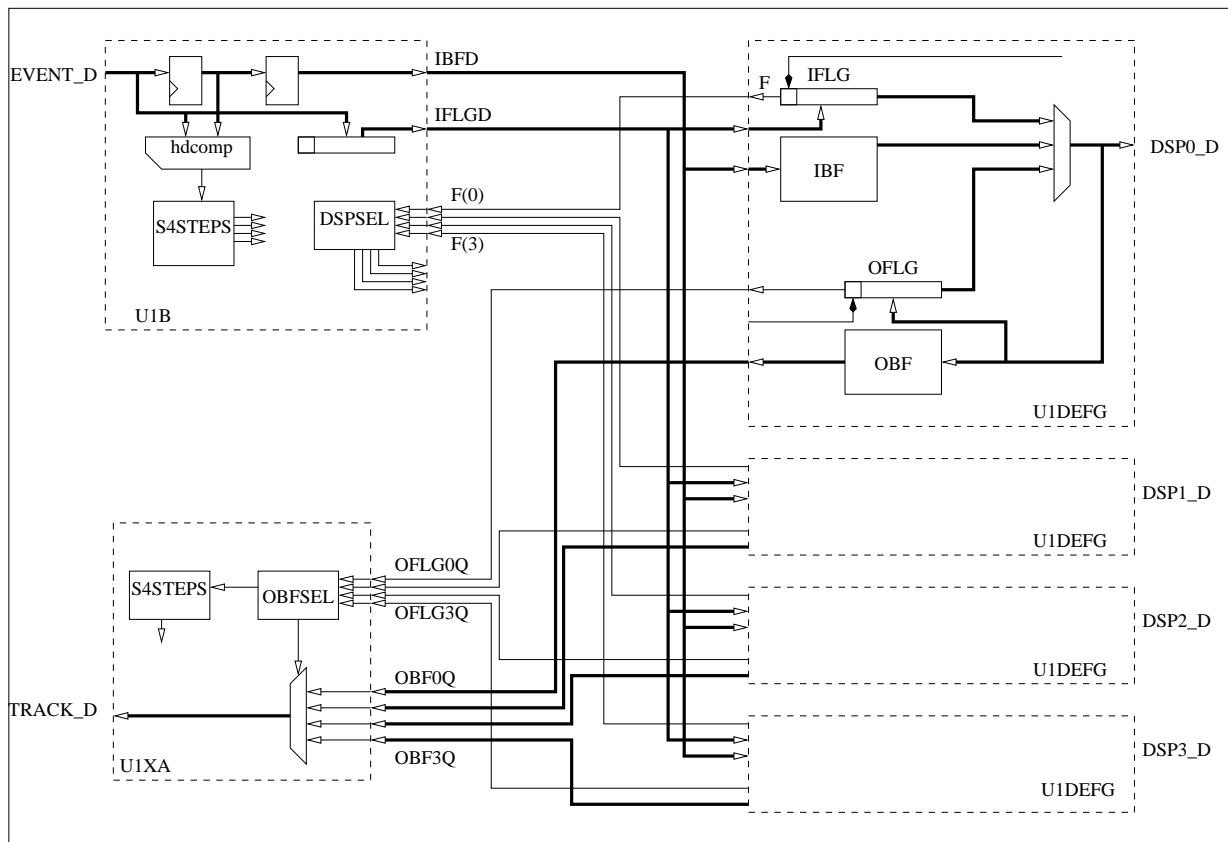 EVENT_D
IBFD
IFLGD
hdcomp
S4STEPS
DSPSEL
U1B
F(0)
F(3)
F
IFLG
IBF
DSP0_D
OFLG
OBF
U1DEFG
DSP1_D
U1DEFG
DSP2_D
U1DEFG
DSP3_D
U1DEFG
OFLG0Q
OFLG3Q
S4STEPS
OBFSEL
OBF0Q
OBF3Q
TRACK_D
U1XA